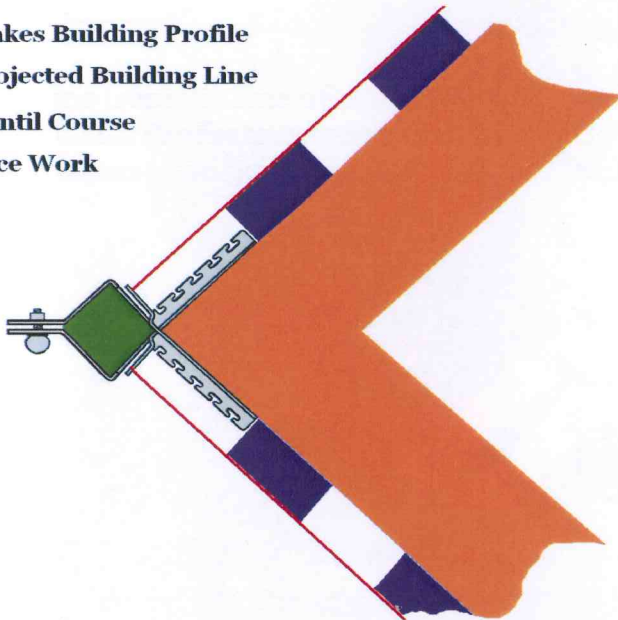 akes Building Profile
ojected Building Line
ntil Course
ce Work